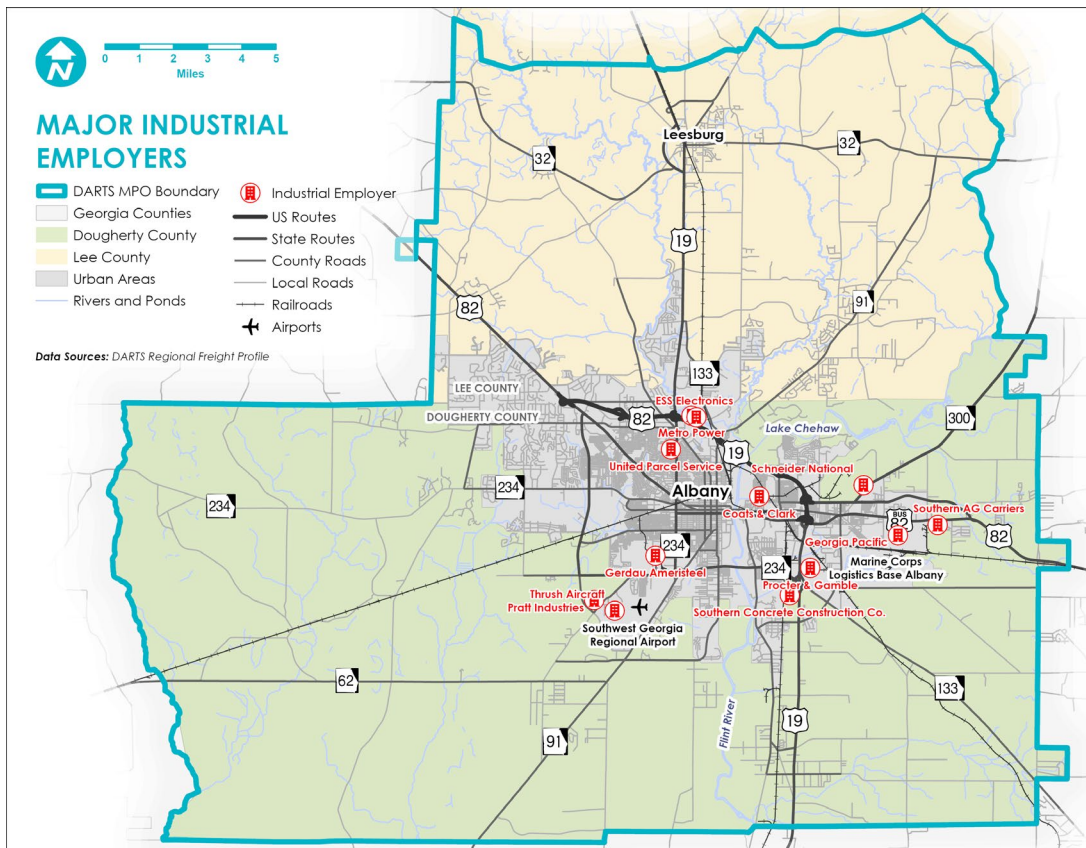 N
0 1 2 3 4 5
Miles
MAJOR INDUSTRIAL
EMPLOYERS
DARTS MPO Boundary
Georgia Counties
Dougherty County
Lee County
Urban Areas
Rivers and Ponds
Industrial Employer
US Routes
State Routes
County Roads
Local Roads
Railroads
Airports
Data Sources: DARTS Regional Freight Profile
Leesburg
32
32
19
91
82
133
LEE COUNTY
DOUGHERTY COUNTY
82
ESS Electronics
Metro Power
United Parcel Service
Lake Chehaw
300
19
Schneider National
234
234
Albany
Coats & Clark
Southern AG Carriers
BUS
82
82
Georgia Pacific
234
Gerdau Ameristeel
234
Marine Corps
Logistics Base Albany
Procter & Gamble
Southern Concrete Construction Co.
Thrush Aircraft
Pratt Industries
Southwest Georgia
Regional Airport
62
133
Flint River
19
91